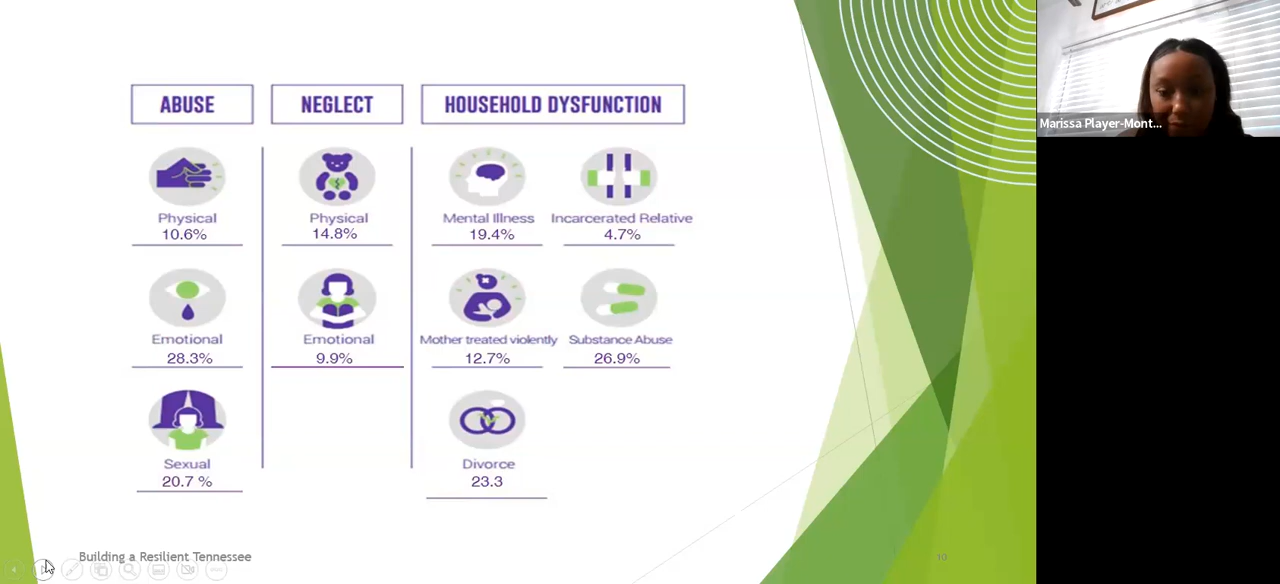 ABUSE
NEGLECT
HOUSEHOLD DYSFUNCTION
Physical
10.6%
Physical
14.8%
Mental Illness
19.4%
Incarcerated Relative
4.7%
Emotional
28.3%
Emotional
9.9%
Mother treated violently
12.7%
Substance Abuse
26.9%
Sexual
20.7 %
Divorce
23.3
Building a Resilient Tennessee
10
Marissa Player-Mont...